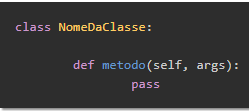 class NomeDaClasse:
def metodo(self, args):
pass